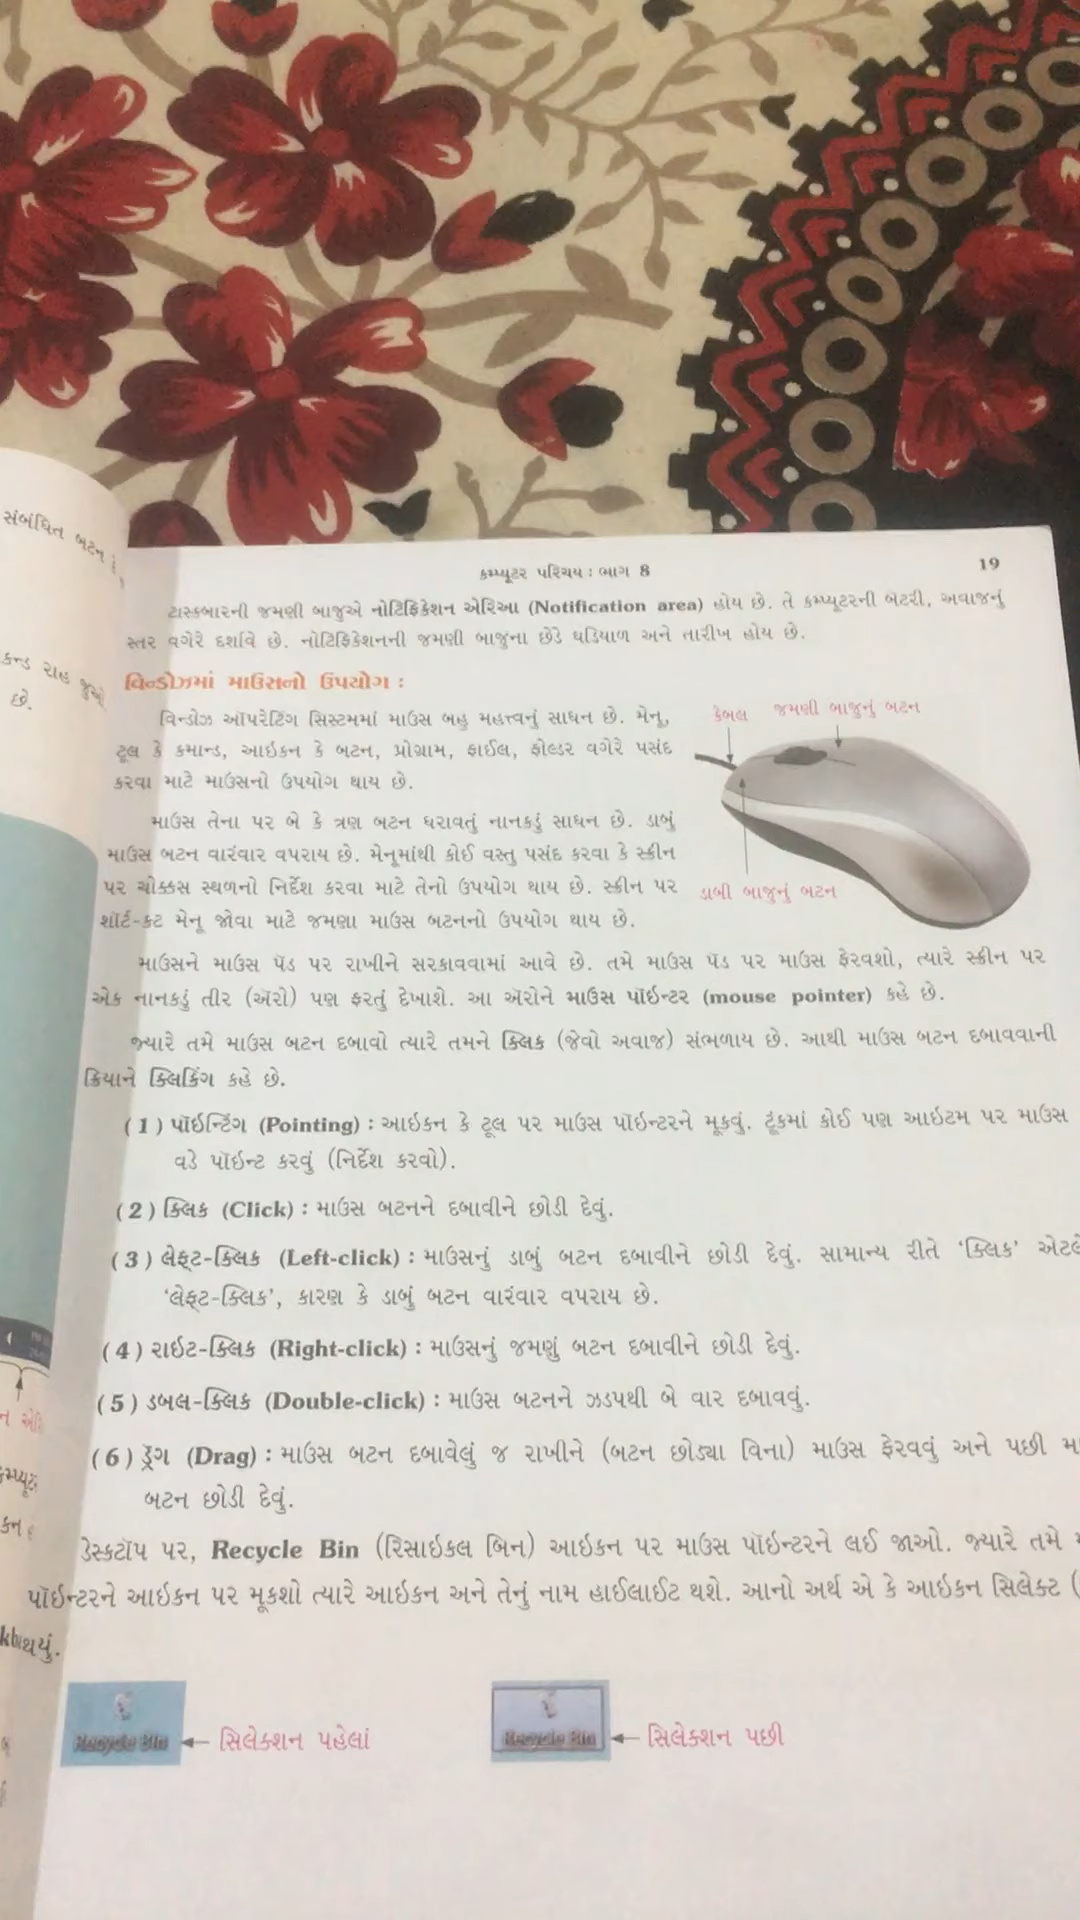 સંબંધિત બટન
કમ્પ્યૂટર પરિચય : ભાગ 8
19
ટાસ્કબારની જમણી બાજુએ નોટિફિકેશન એરિઆ (Notification area) હોય છે. તે કમ્પ્યૂટરની બૅટરી, અવાજનું
સ્તર વગેરે દર્શાવે છે. નોટિફિકેશનની જમણી બાજુના છેડે ઘડિયાળ અને તારીખ હોય છે.
વિન્ડોઝમાં માઉસનો ઉપયોગ :
છે.
વિન્ડોઝ ઑપરેટિંગ સિસ્ટમમાં માઉસ બહુ મહત્ત્વનું સાધન છે. મેનૂ,
ટૂલ કે કમાન્ડ, આઇકન કે બટન, પ્રોગ્રામ, ફાઈલ, ફોલ્ડર વગેરે પસંદ
કરવા માટે માઉસનો ઉપયોગ થાય છે.
કેબલ
જમણી બાજુનું બટન
માઉસ તેના પર બે કે ત્રણ બટન ધરાવતું નાનકડું સાધન છે. ડાબું
માઉસ બટન વારંવાર વપરાય છે. મેનૂમાંથી કોઈ વસ્તુ પસંદ કરવા કે સ્ક્રીન
પર ચોક્કસ સ્થળનો નિર્દેશ કરવા માટે તેનો ઉપયોગ થાય છે. સ્ક્રીન પર
શૉર્ટ-કટ મેનૂ જોવા માટે જમણા માઉસ બટનનો ઉપયોગ થાય છે.
ડાબી બાજુનું બટન
માઉસને માઉસ પૅડ પર રાખીને સરકાવવામાં આવે છે. તમે માઉસ પૅડ પર માઉસ ફેરવશો, ત્યારે સ્ક્રીન પર
એક નાનકડું તીર (ઍરો) પણ ફરતું દેખાશે. આ ઍરોને માઉસ પૉઇન્ટર (mouse pointer) કહે છે.
જ્યારે તમે માઉસ બટન દબાવો ત્યારે તમને ક્લિક (જેવો અવાજ) સંભળાય છે. આથી માઉસ બટન દબાવવાની
ક્રિયાને ક્લિકિંગ કહે છે.
(1) પૉઇન્ટિંગ (Pointing) : આઇકન કે ટૂલ પર માઉસ પૉઇન્ટરને મૂકવું. ટૂંકમાં કોઈ પણ આઇટમ પર માઉસ
વડે પૉઇન્ટ કરવું (નિર્દેશ કરવો).
(2) ક્લિક (Click) : માઉસ બટનને દબાવીને છોડી દેવું.
(3) લેફ્ટ-ક્લિક (Left-click) : માઉસનું ડાબું બટન દબાવીને છોડી દેવું. સામાન્ય રીતે 'ક્લિક' એટલે
'લેફ્ટ-ક્લિક', કારણ કે ડાબું બટન વારંવાર વપરાય છે.
(4) રાઇટ-ક્લિક (Right-click) : માઉસનું જમણું બટન દબાવીને છોડી દેવું.
(5) ડબલ-ક્લિક (Double-click) : માઉસ બટનને ઝડપથી બે વાર દબાવવું.
(6) ડ્રૅગ (Drag) : માઉસ બટન દબાવેલું જ રાખીને (બટન છોડ્યા વિના) માઉસ ફેરવવું અને પછી
બટન છોડી દેવું.
ડેસ્કટૉપ પર, Recycle Bin (રિસાઇકલ બિન) આઇકન પર માઉસ પૉઇન્ટરને લઈ જાઓ. જ્યારે તમે
પૉઇન્ટરને આઇકન પર મૂકશો ત્યારે આઇકન અને તેનું નામ હાઈલાઈટ થશે. આનો અર્થ એ કે આઇકન સિલેક્ટ
થયું.
Recycle Bin
સિલેક્શન પહેલાં
Recycle Bin
સિલેક્શન પછી